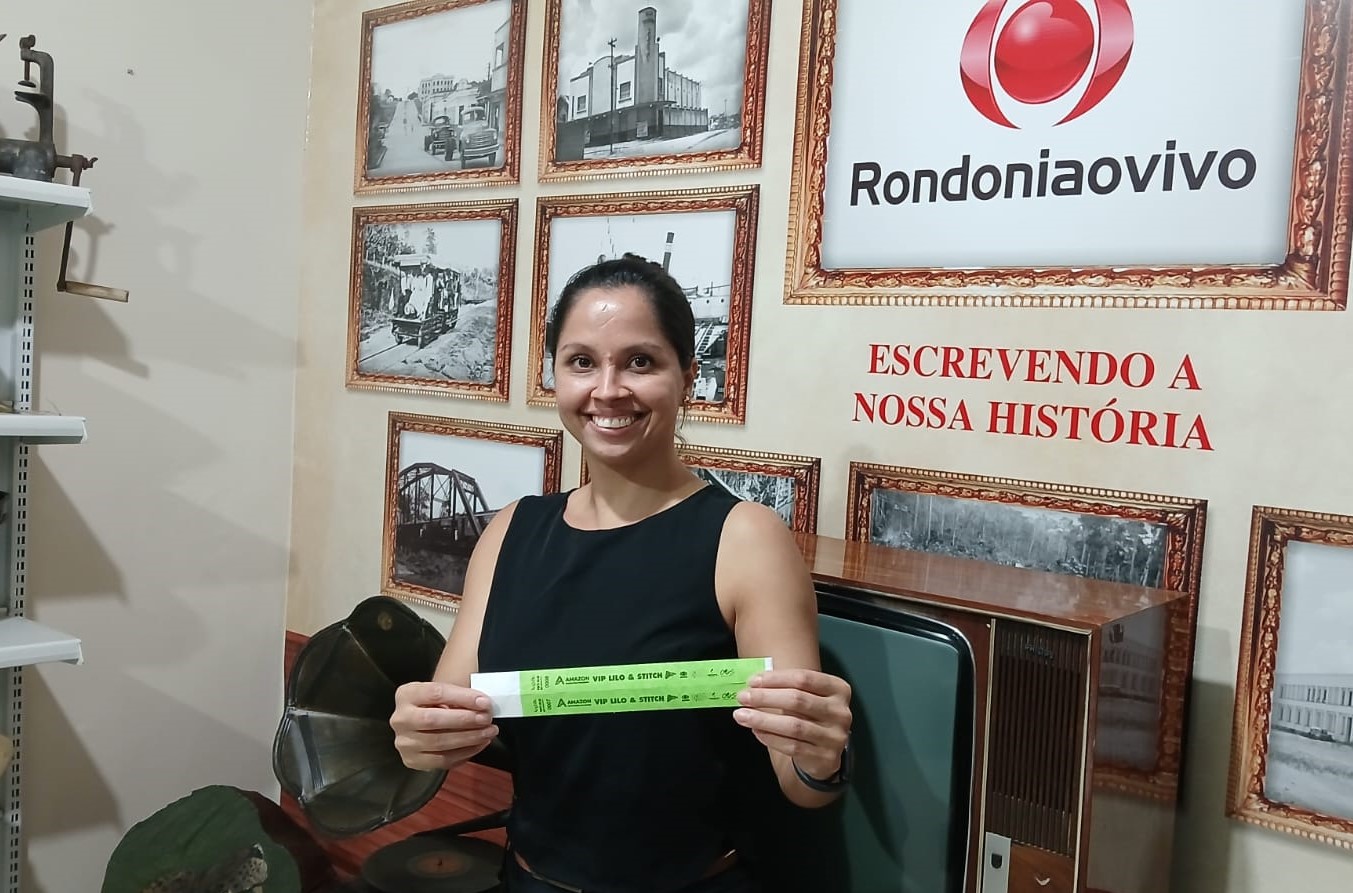 Rondoniaovivo
ESCREVENDO A
NOSSA HISTÓRIA
AMAZON VIP LILO & STITCH
AMAZON VIP LILO & STITCH